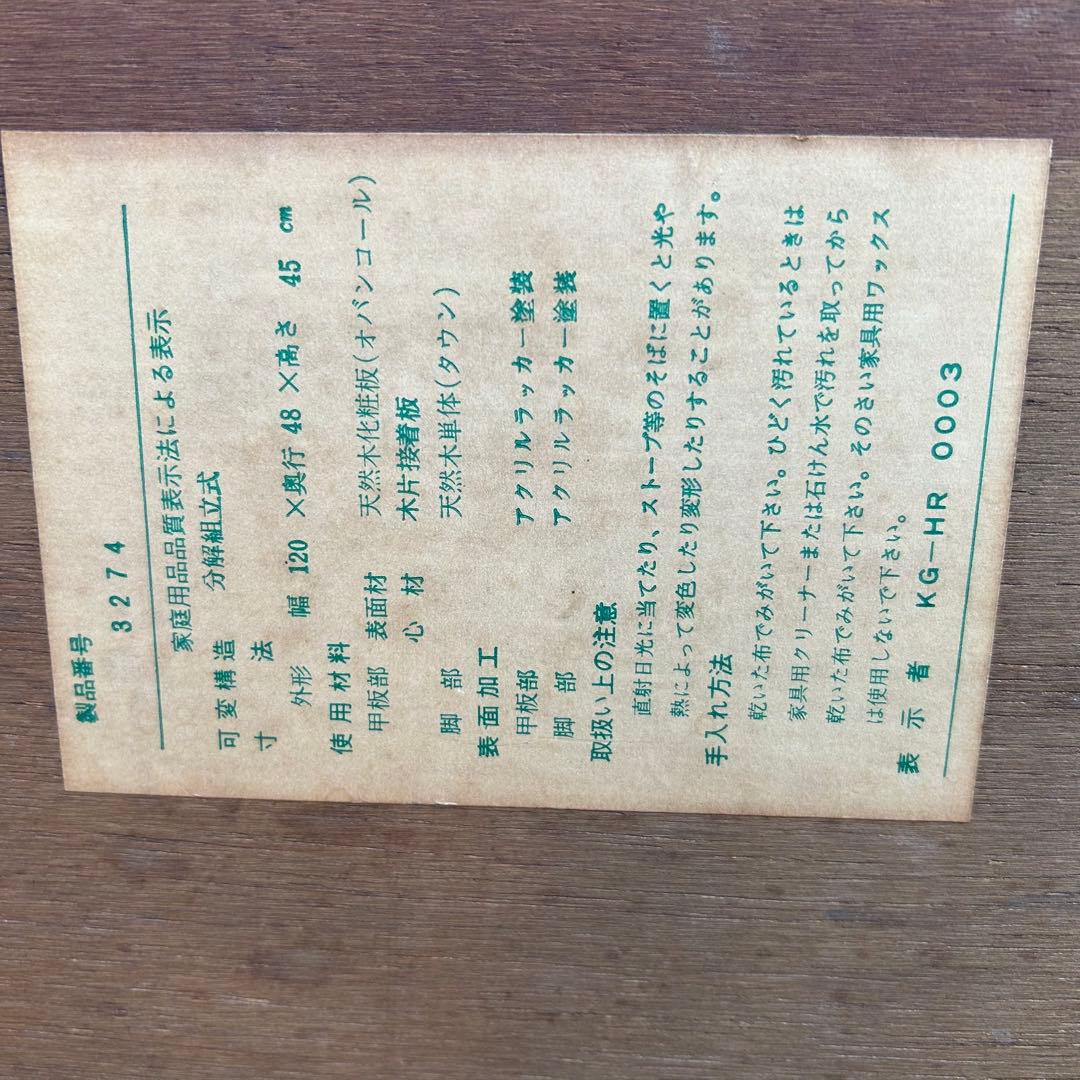 製品番号
3274
家庭用品品質表示法による表示
可変構造 分解組立式
寸法
外形 幅 120 ×奥行 48 ×高さ 45 cm
使用材料
甲板部 表面材 天然木化粧板(オバンコール)
心材 木片接着板
脚部 天然木単体(タウン)
表面加工
甲板部 アクリルラッカー塗装
脚部 アクリルラッカー塗装
取扱い上の注意
直射日光に当てたり、ストーブ等のそばに置くと光や
熱によって変色したり変形したりすることがあります。
手入れ方法
乾いた布でみがいて下さい。ひどく汚れているときは
家具用クリーナーまたは石けん水で汚れを取ってから
乾いた布でみがいて下さい。そのさい家具用ワックス
は使用しないで下さい。
表示者 KG-HR 0003